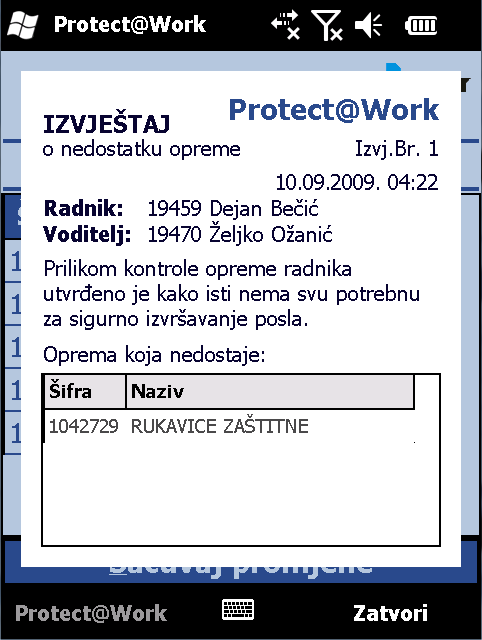 Protect@Work
Protect@Work
IZVJEŠTAJ
o nedostatku opreme
Izvj.Br. 1
10.09.2009. 04:22
Radnik: 19459 Dejan Bečić
Voditelj: 19470 Željko Ožanić
Prilikom kontrole opreme radnika
utvrđeno je kako isti nema svu potrebnu
za sigurno izvršavanje posla.
Oprema koja nedostaje:
Šifra Naziv
1042729 RUKAVICE ZAŠTITNE
Sačuvaj promjene
Protect@Work
Zatvori